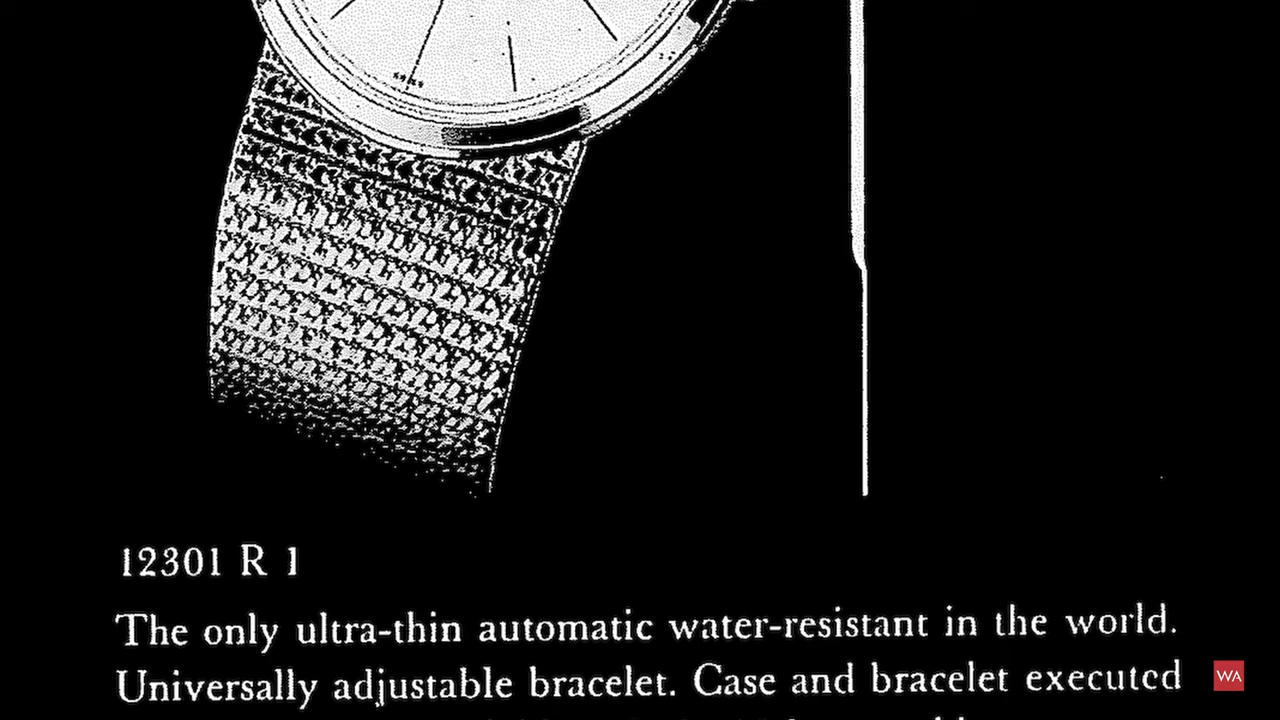 12301 R 1
The only ultra-thin automatic water-resistant in the world.
Universally adjustable bracelet. Case and bracelet executed
WA